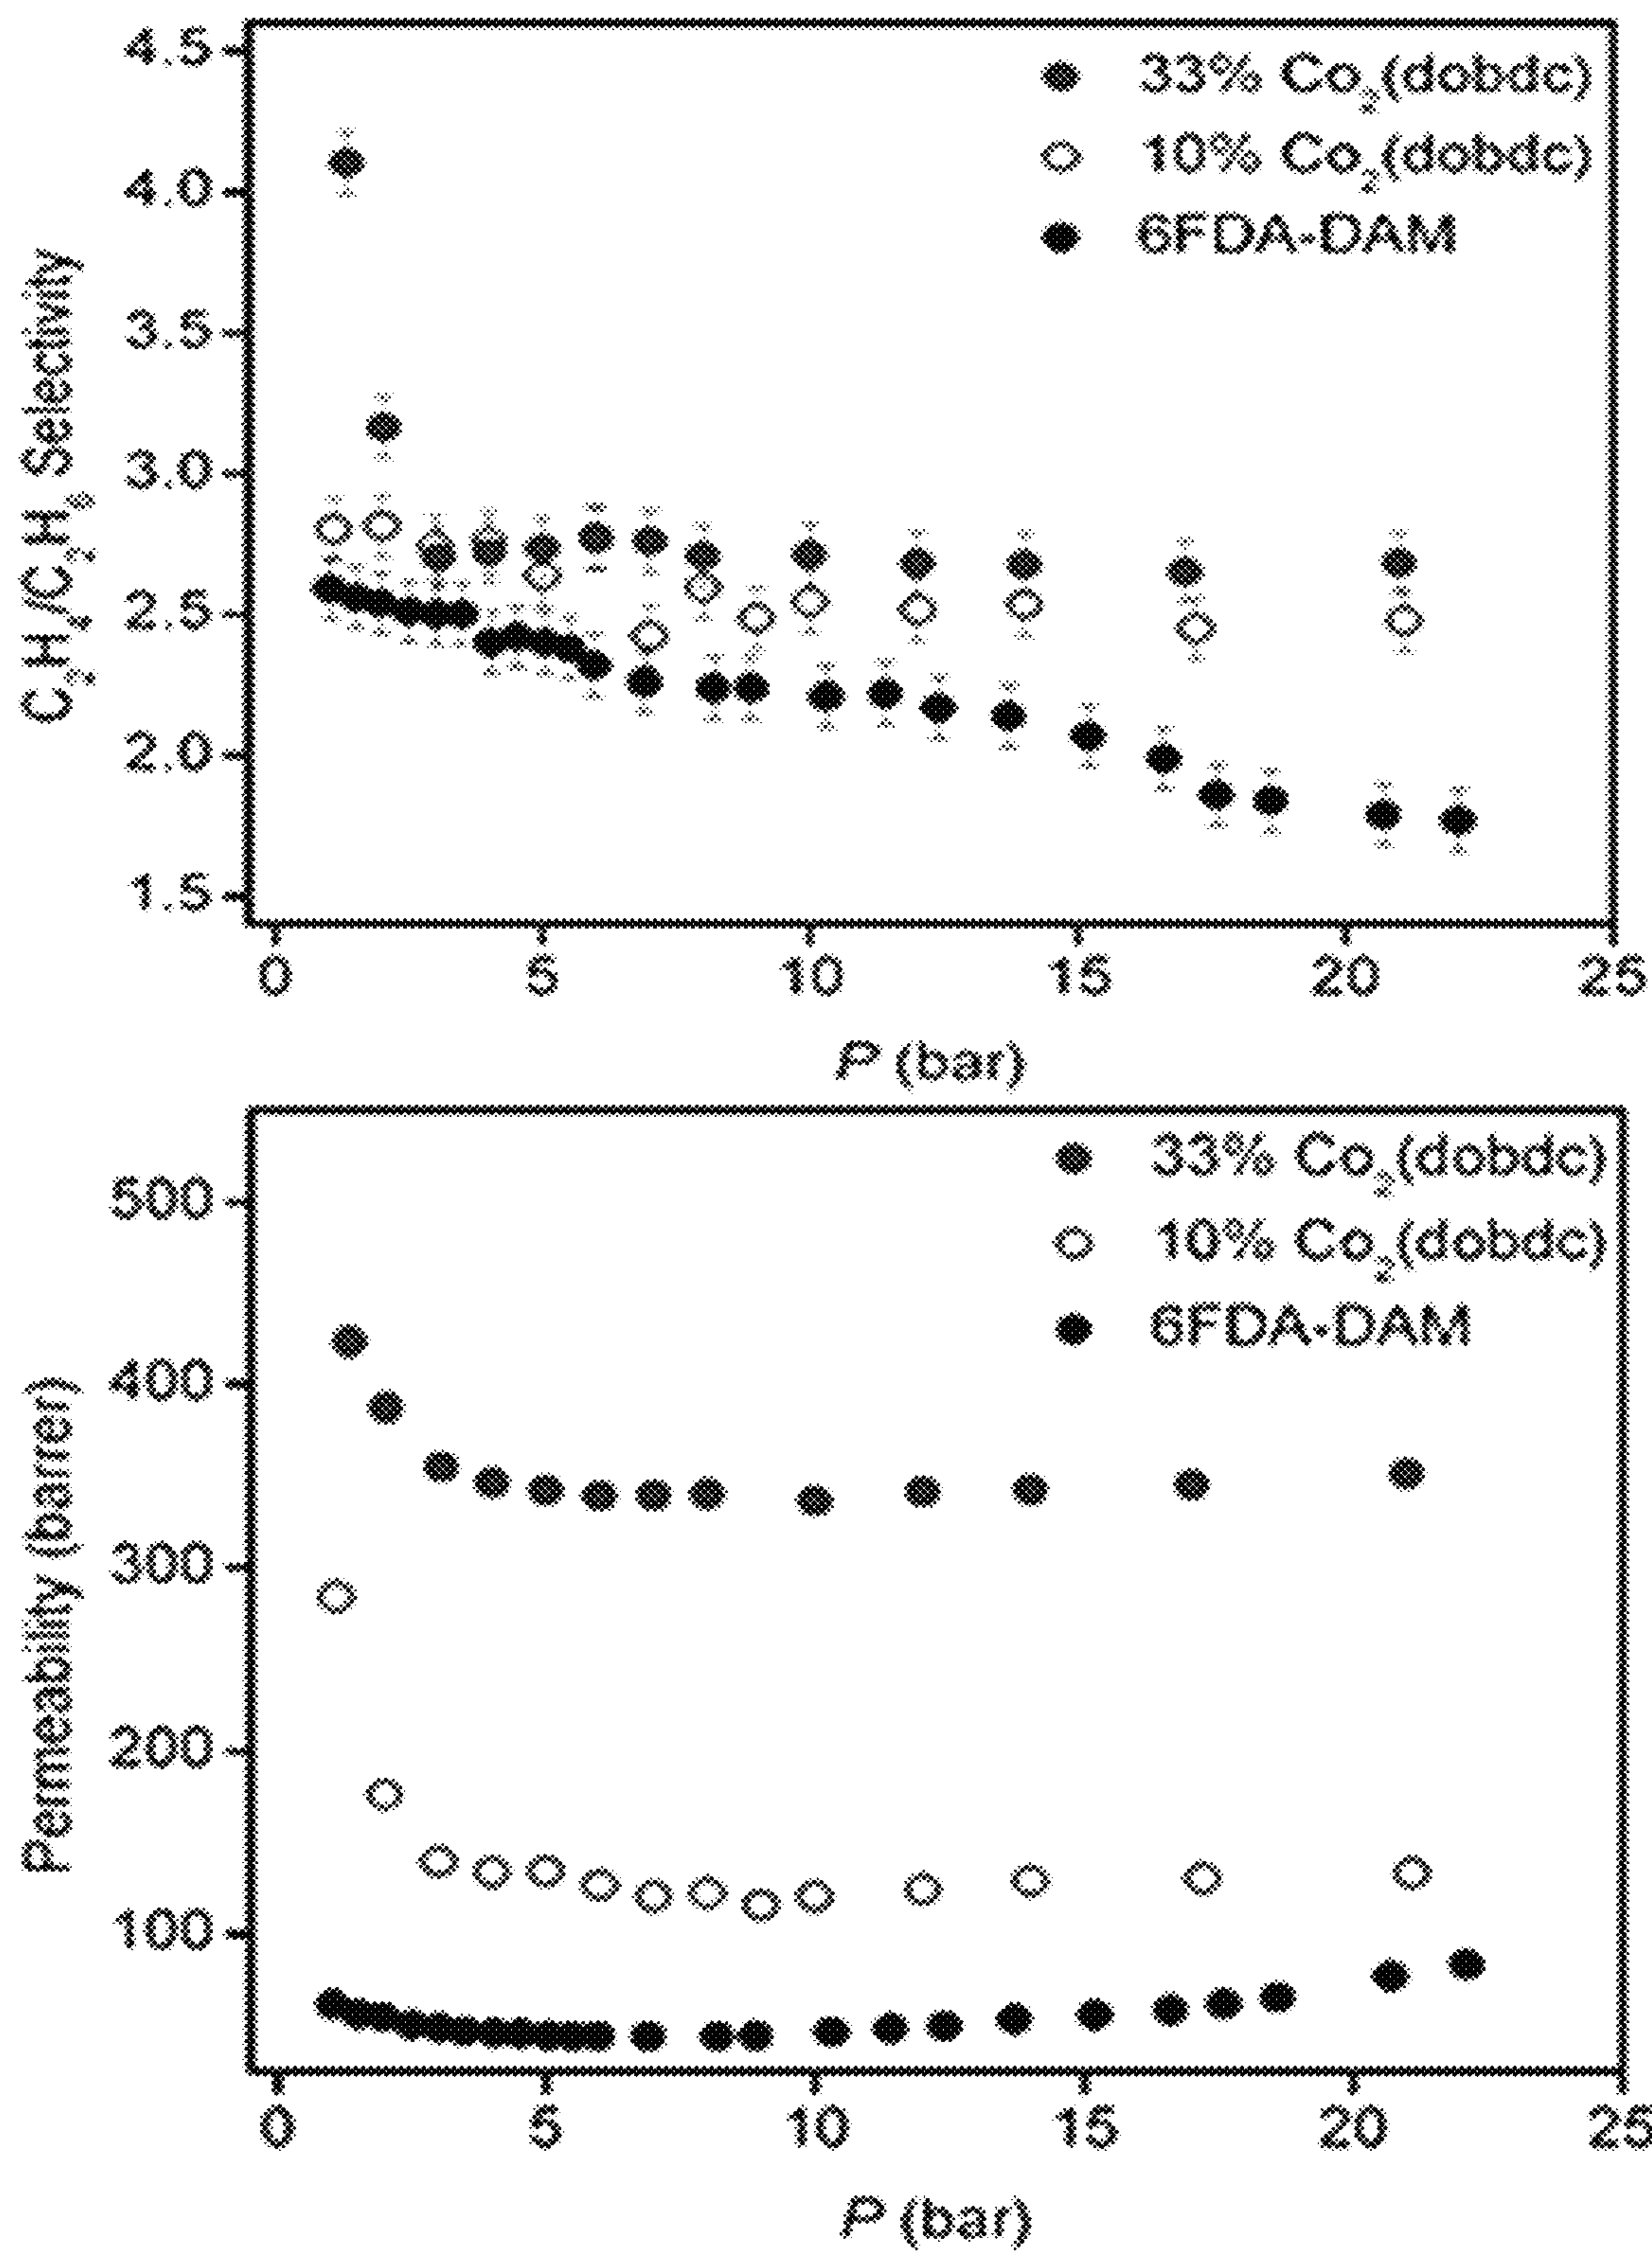 4.5
4.0
3.5
3.0
2.5
2.0
1.5
C2H4/C2H6 Selectivity
33% Co2(dobdc)
10% Co2(dobdc)
6FDA-DAM
0 5 10 15 20 25
P (bar)
500
400
300
200
100
Permeability (barrer)
33% Co2(dobdc)
10% Co2(dobdc)
6FDA-DAM
0 5 10 15 20 25
P (bar)